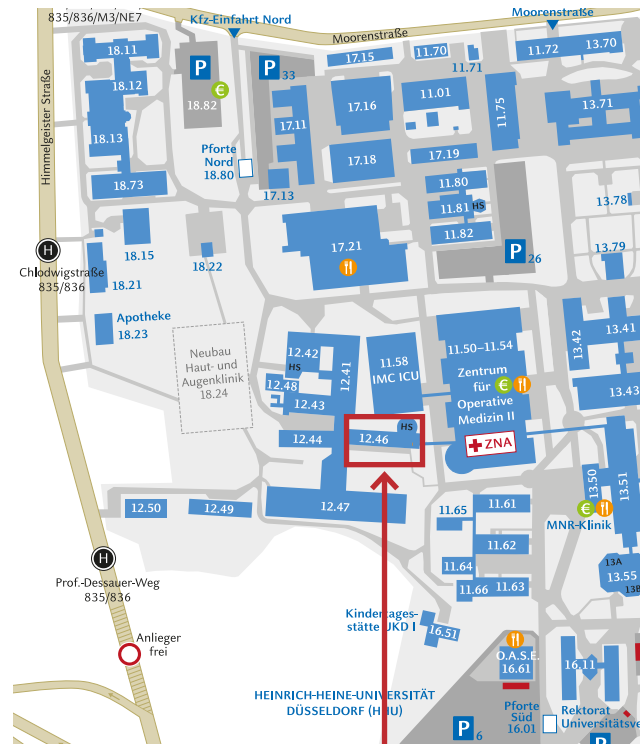 835/836/M3/NE7
Kfz-Einfahrt Nord
Moorenstraße
Moorenstraße
18.11
18.12
18.13
18.73
P
18.82
€
P 33
17.11
17.13
17.15
17.16
17.18
11.70
11.71
11.01
11.75
11.72
13.70
13.71
17.19
11.80
11.81
HS
11.82
P 26
13.78
13.79
Himmelgeister Straße
Pforte
Nord
18.80
H
Chlodwigstraße
835/836
18.15
18.21
18.22
Apotheke
18.23
17.21
Neubau
Haut- und
Augenklinik
18.24
12.42
HS
12.41
12.48
12.43
12.44
11.58
IMC ICU
HS
12.46
11.50–11.54
Zentrum
für
Operative
Medizin II
€
ZNA
13.42
13.41
13.43
13.50
13.51
€
MNR-Klinik
13A
13.55
13B
12.50
12.49
12.47
11.65
11.61
11.62
11.64
11.66
11.63
H
Prof.-Dessauer-Weg
835/836
Anlieger
frei
Kindertages-
stätte UKD I
16.51
O.A.S.E.
16.61
16.11
HEINRICH-HEINE-UNIVERSITÄT
DÜSSELDORF (HHU)
P 6
Pforte
Süd
16.01
Rektorat
Universitätsve
P